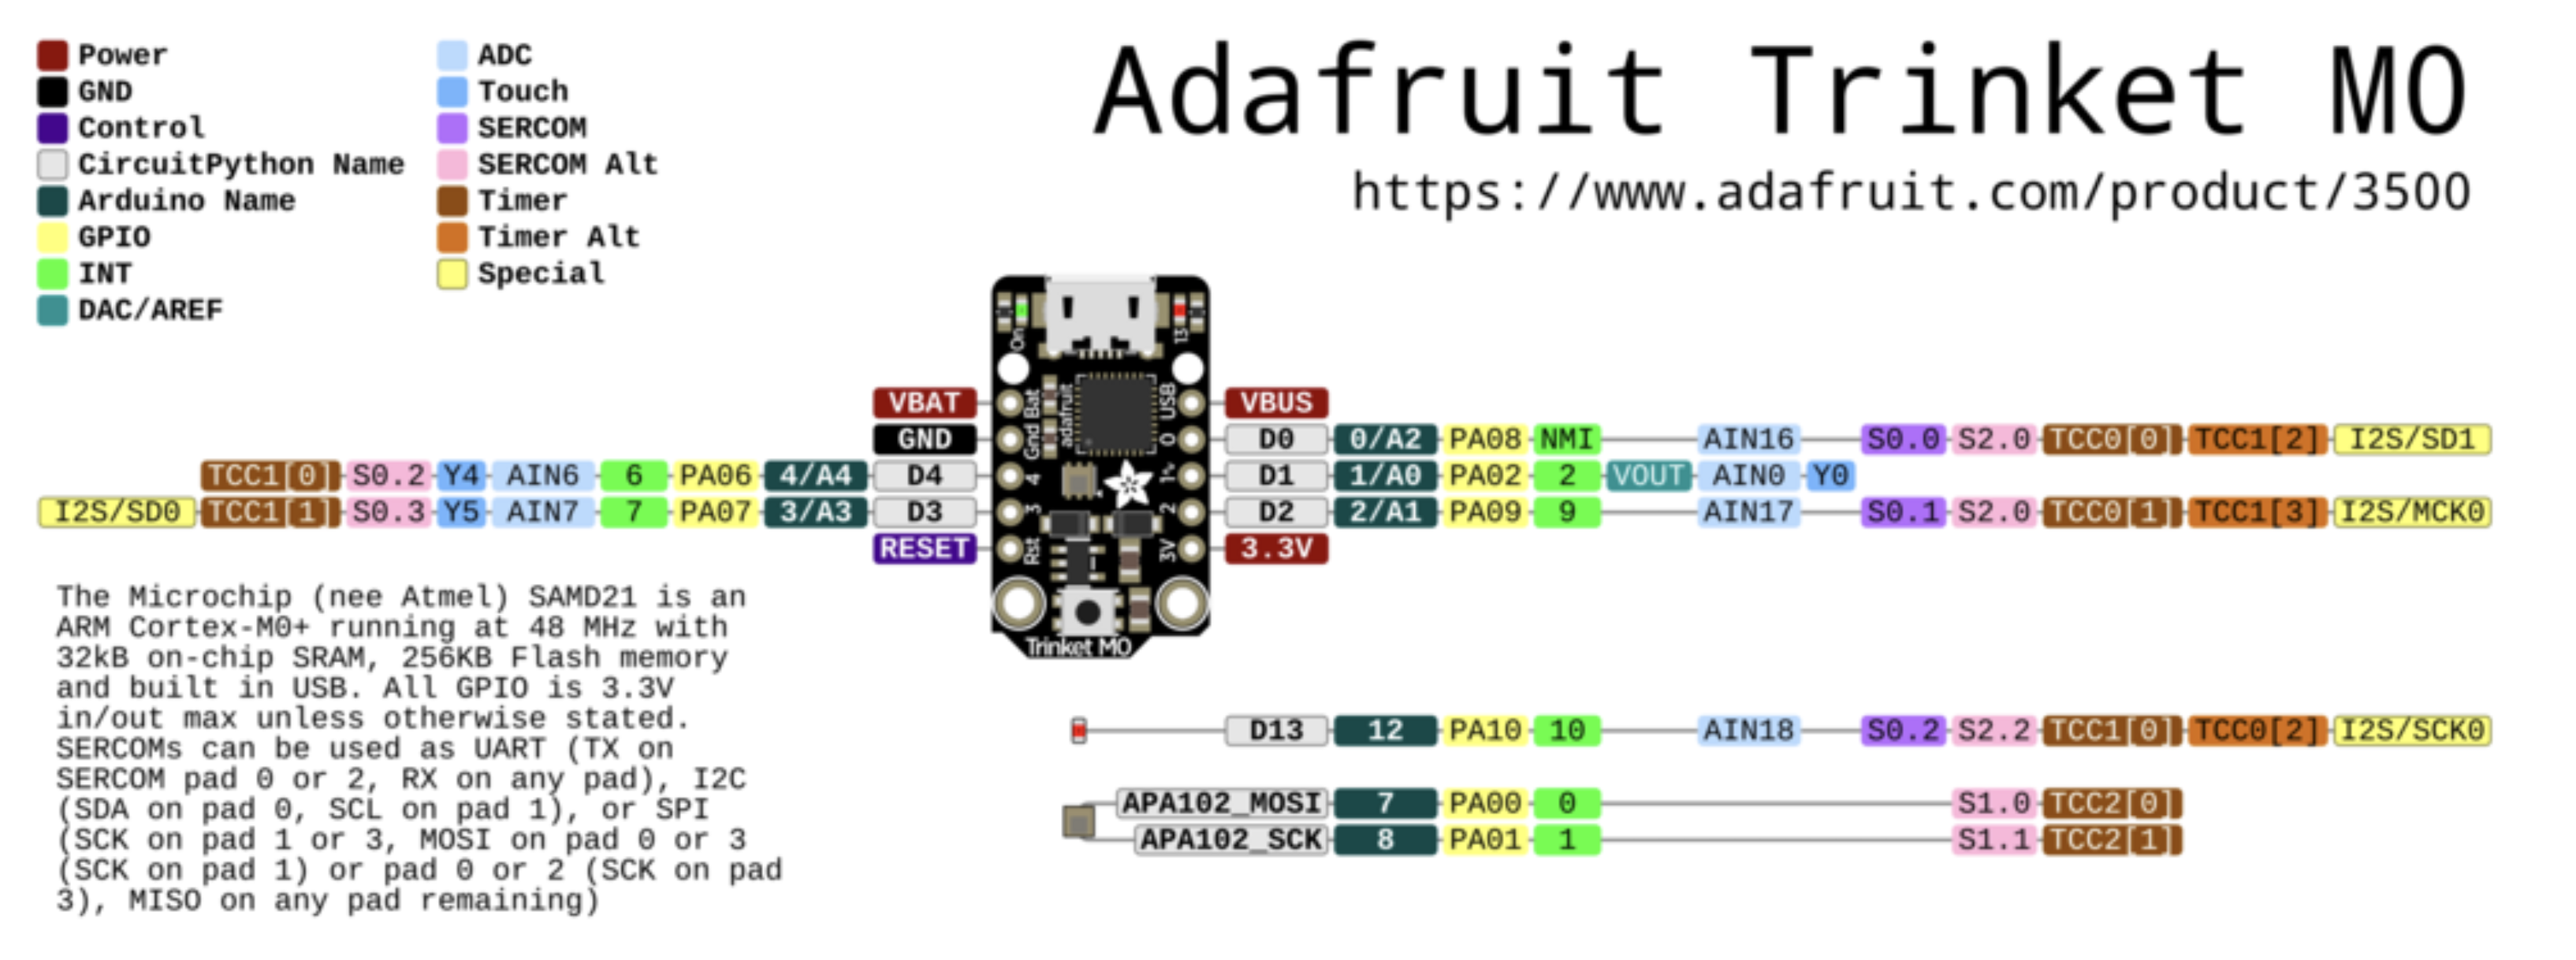 Adafruit Trinket M0
https://www.adafruit.com/product/3500
Power
GND
Control
CircuitPython Name
Arduino Name
GPIO
INT
DAC/AREF
ADC
Touch
SERCOM
SERCOM Alt
Timer
Timer Alt
Special
On
13
VBAT
GND
TCC1[0] S0.2 Y4 AIN6 6 PA06 4/A4 D4
I2S/SD0 TCC1[1] S0.3 Y5 AIN7 7 PA07 3/A3 D3
RESET
Bat
Gnd
4
3
Rst
adafruit
USB
0
1~
2
3V
Trinket M0
VBUS
D0 0/A2 PA08 NMI AIN16 S0.0 S2.0 TCC0[0] TCC1[2] I2S/SD1
D1 1/A0 PA02 2 VOUT AIN0 Y0
D2 2/A1 PA09 9 AIN17 S0.1 S2.0 TCC0[1] TCC1[3] I2S/MCK0
3.3V
The Microchip (nee Atmel) SAMD21 is an
ARM Cortex-M0+ running at 48 MHz with
32kB on-chip SRAM, 256KB Flash memory
and built in USB. All GPIO is 3.3V
in/out max unless otherwise stated.
SERCOMs can be used as UART (TX on
SERCOM pad 0 or 2, RX on any pad), I2C
(SDA on pad 0, SCL on pad 1), or SPI
(SCK on pad 1 or 3, MOSI on pad 0 or 3
(SCK on pad 1) or pad 0 or 2 (SCK on pad
3), MISO on any pad remaining)
D13 12 PA10 10 AIN18 S0.2 S2.2 TCC1[0] TCC0[2] I2S/SCK0
APA102_MOSI 7 PA00 0 S1.0 TCC2[0]
APA102_SCK 8 PA01 1 S1.1 TCC2[1]